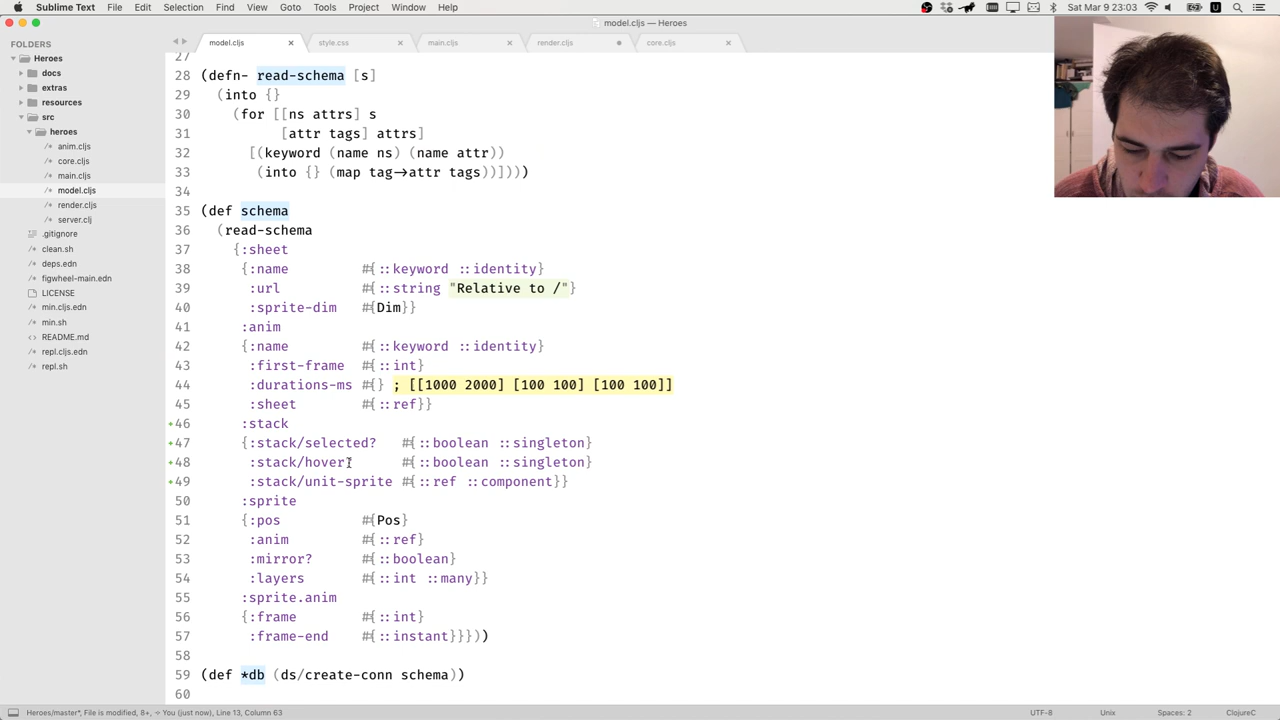 Sublime Text File Edit Selection Find View Goto Tools Project Window Help Sat Mar 9 23:03
model.cljs — Heroes
FOLDERS
Heroes
docs
extras
resources
src
heroes
anim.cljs
core.cljs
main.cljs
model.cljs
render.cljs
server.clj
.gitignore
clean.sh
deps.edn
figwheel-main.edn
LICENSE
min.cljs.edn
min.sh
README.md
repl.cljs.edn
repl.sh
model.cljs style.css main.cljs render.cljs core.cljs
27
28 (defn- read-schema [s]
29 (into {}
30 (for [[ns attrs] s
31 [attr tags] attrs]
32 [(keyword (name ns) (name attr))
33 (into {} (map tag->attr tags))])))
34
35 (def schema
36 (read-schema
37 {:sheet
38 {:name #{::keyword ::identity}
39 :url #{::string "Relative to /"}
40 :sprite-dim #{Dim}}
41 :anim
42 {:name #{::keyword ::identity}
43 :first-frame #{::int}
44 :durations-ms #{} ; [[1000 2000] [100 100] [100 100]]
45 :sheet #{::ref}}
46 :stack
47 {:stack/selected? #{::boolean ::singleton}
48 :stack/hover? #{::boolean ::singleton}
49 :stack/unit-sprite #{::ref ::component}}
50 :sprite
51 {:pos #{Pos}
52 :anim #{::ref}
53 :mirror? #{::boolean}
54 :layers #{::int ::many}}
55 :sprite.anim
56 {:frame #{::int}
57 :frame-end #{::instant}}}))
58
59 (def *db (ds/create-conn schema))
60
Heroes/master*, File is modified, 8+, ÷ You (just now), Line 13, Column 63 UTF-8 Unix Spaces: 2 ClojureC